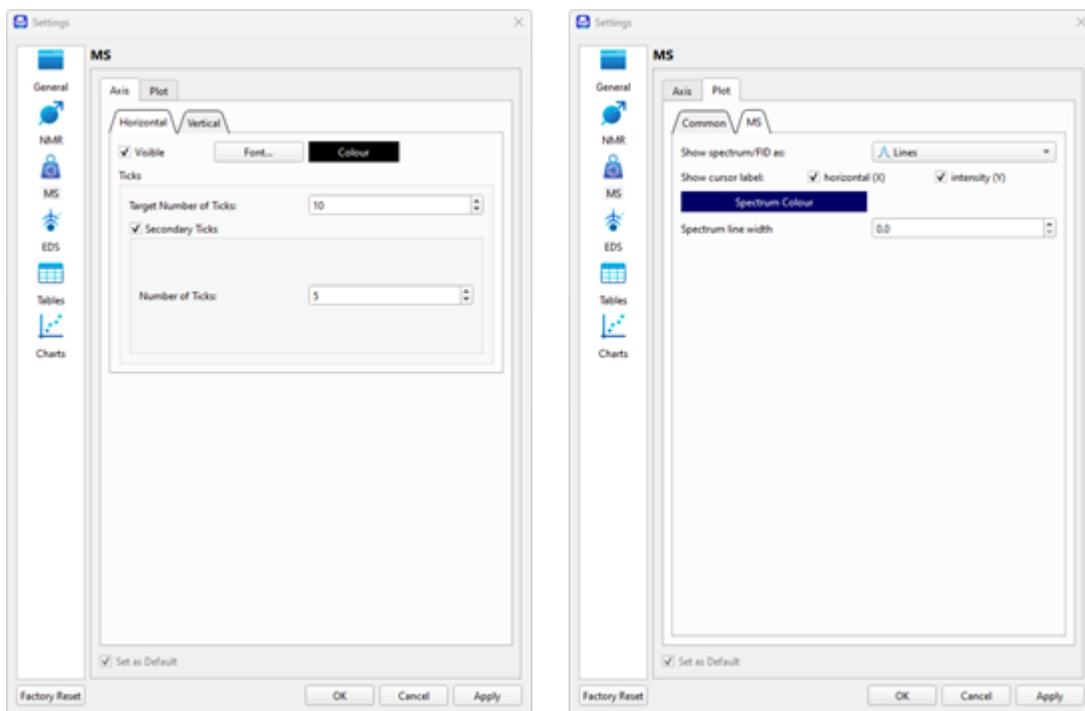 Settings
General
NMR
MS
EDS
Tables
Charts
MS
Axis Plot
Horizontal Vertical
Visible Font... Colour
Ticks
Target Number of Ticks: 10
Secondary Ticks
Number of Ticks: 5
Set as Default
Factory Reset OK Cancel Apply
Settings
General
NMR
MS
EDS
Tables
Charts
MS
Axis Plot
Common MS
Show spectrum/FID as: Lines
Show cursor label: horizontal (X) intensity (Y)
Spectrum Colour
Spectrum line width 0.0
Set as Default
Factory Reset OK Cancel Apply